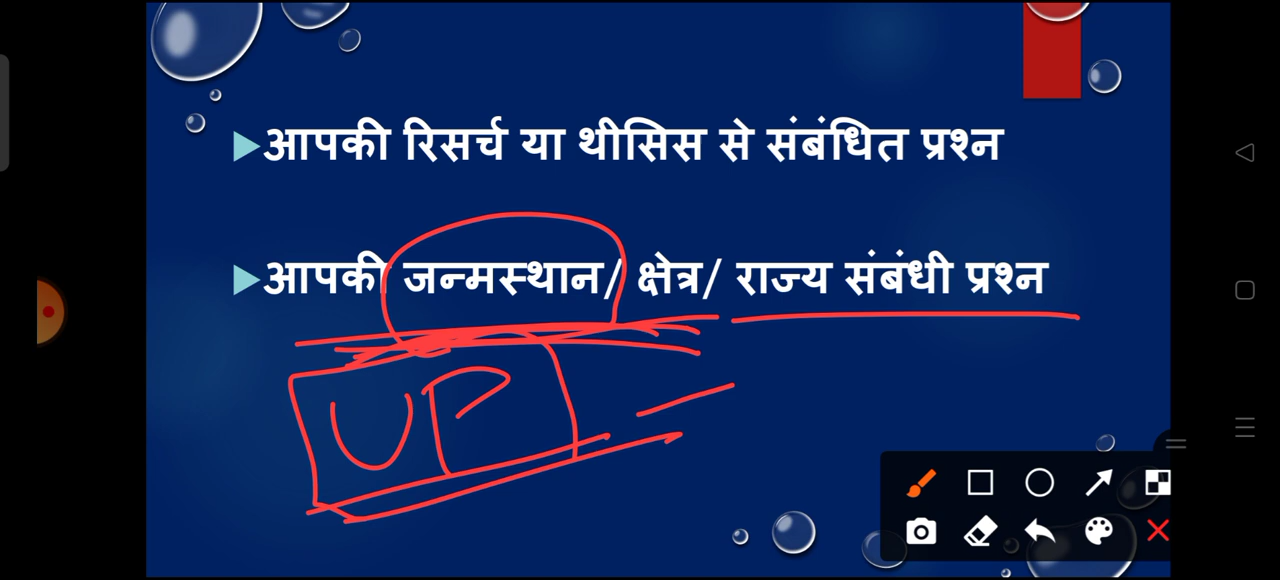 आपकी रिसर्च या थीसिस से संबंधित प्रश्न
आपकी जन्मस्थान/ क्षेत्र/ राज्य संबंधी प्रश्न
UP